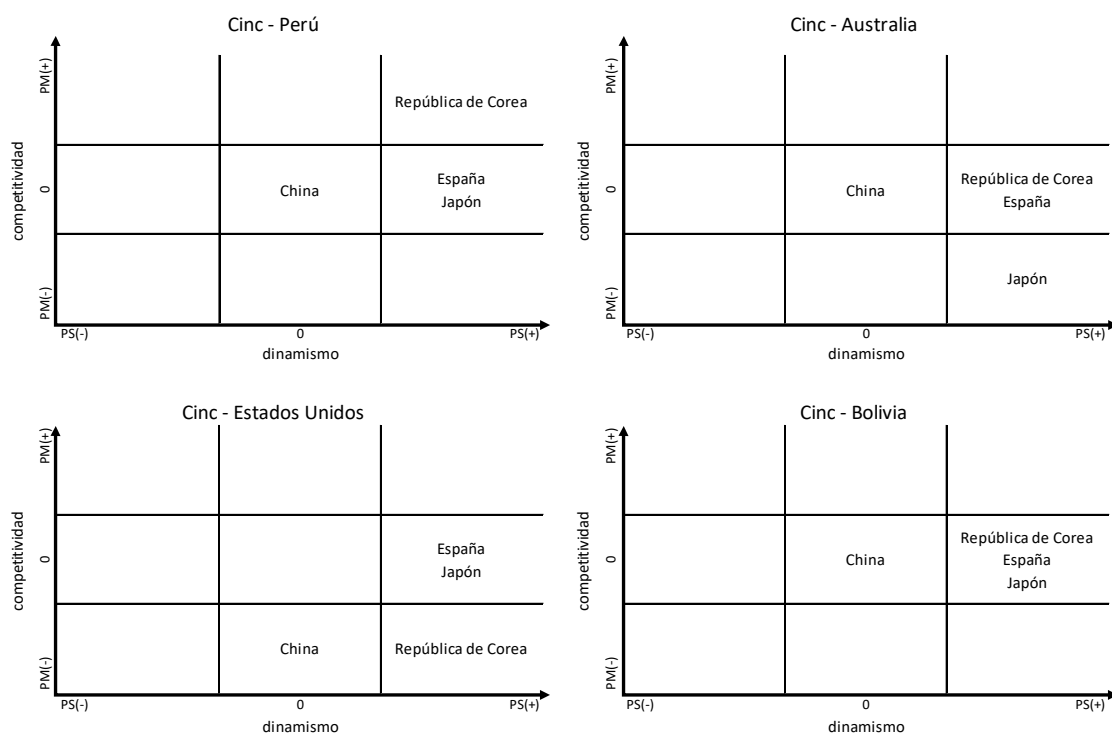 Cinc - Perú
PM(+)
República de Corea
competitividad
0
China
España
Japón
PM(-)
PS(-)
0
PS(+)
dinamismo
Cinc - Australia
PM(+)
competitividad
0
China
República de Corea
España
Japón
PM(-)
PS(-)
0
PS(+)
dinamismo
Cinc - Estados Unidos
PM(+)
competitividad
0
España
Japón
China
República de Corea
PM(-)
PS(-)
0
PS(+)
dinamismo
Cinc - Bolivia
PM(+)
competitividad
0
China
República de Corea
España
Japón
PM(-)
PS(-)
0
PS(+)
dinamismo